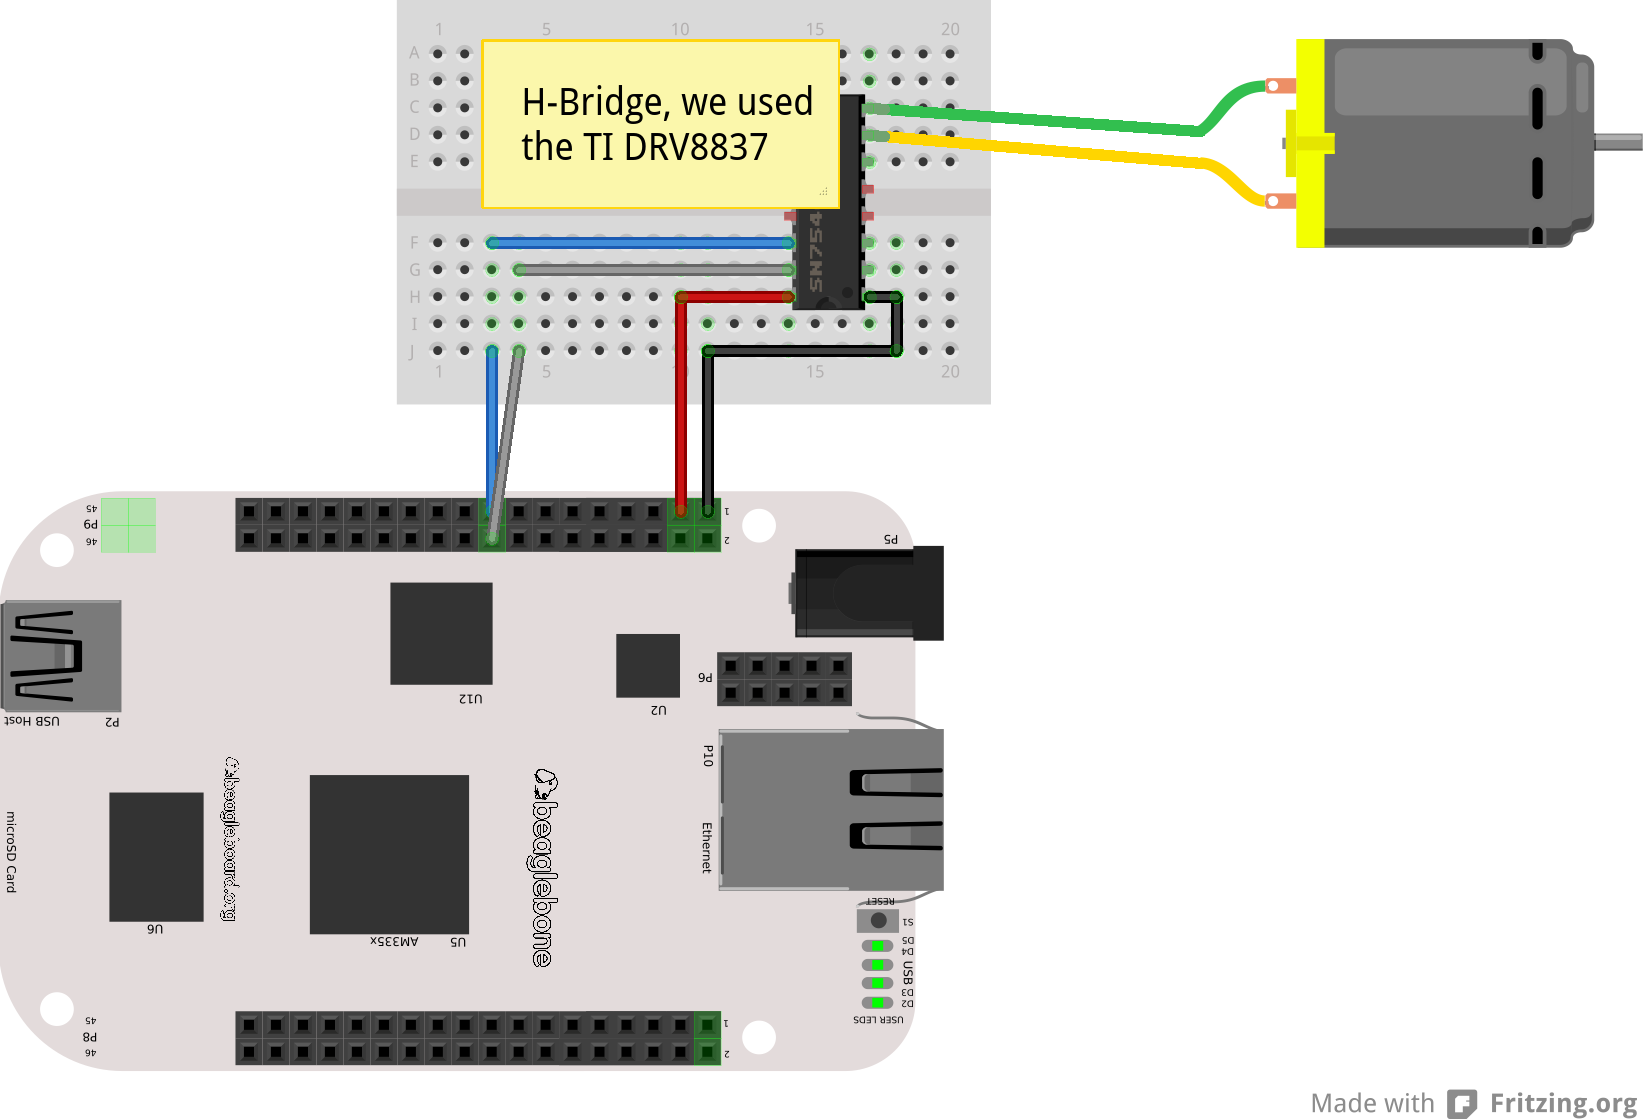 1 5 10 15 20
A
B
C
D
E
H-Bridge, we used
the TI DRV8837
SN754
F
G
H
I
J
1 5 10 15 20
45
P9
46
1
2
P5
P6
U12
U2
USB Host P2
P10
Ethernet
microSD Card
beagleboard.org
beaglebone
U6
AM335x U5
RESET
S1
D5
D4
USB
D3
D2
USER LEDS
45
P8
46
1
2
Made with Fritzing.org